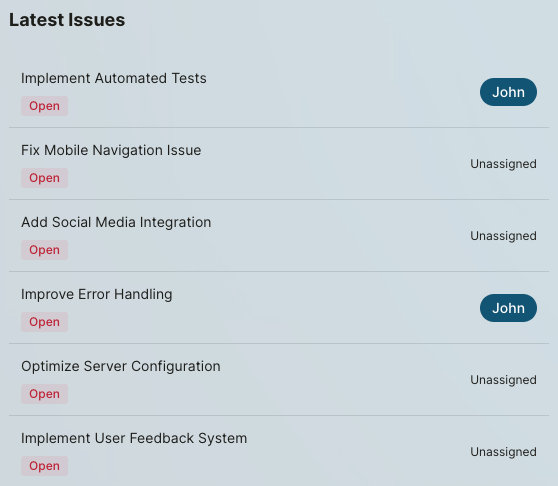 Latest Issues
Implement Automated Tests
Open
John
Fix Mobile Navigation Issue
Open
Unassigned
Add Social Media Integration
Open
Unassigned
Improve Error Handling
Open
John
Optimize Server Configuration
Open
Unassigned
Implement User Feedback System
Open
Unassigned